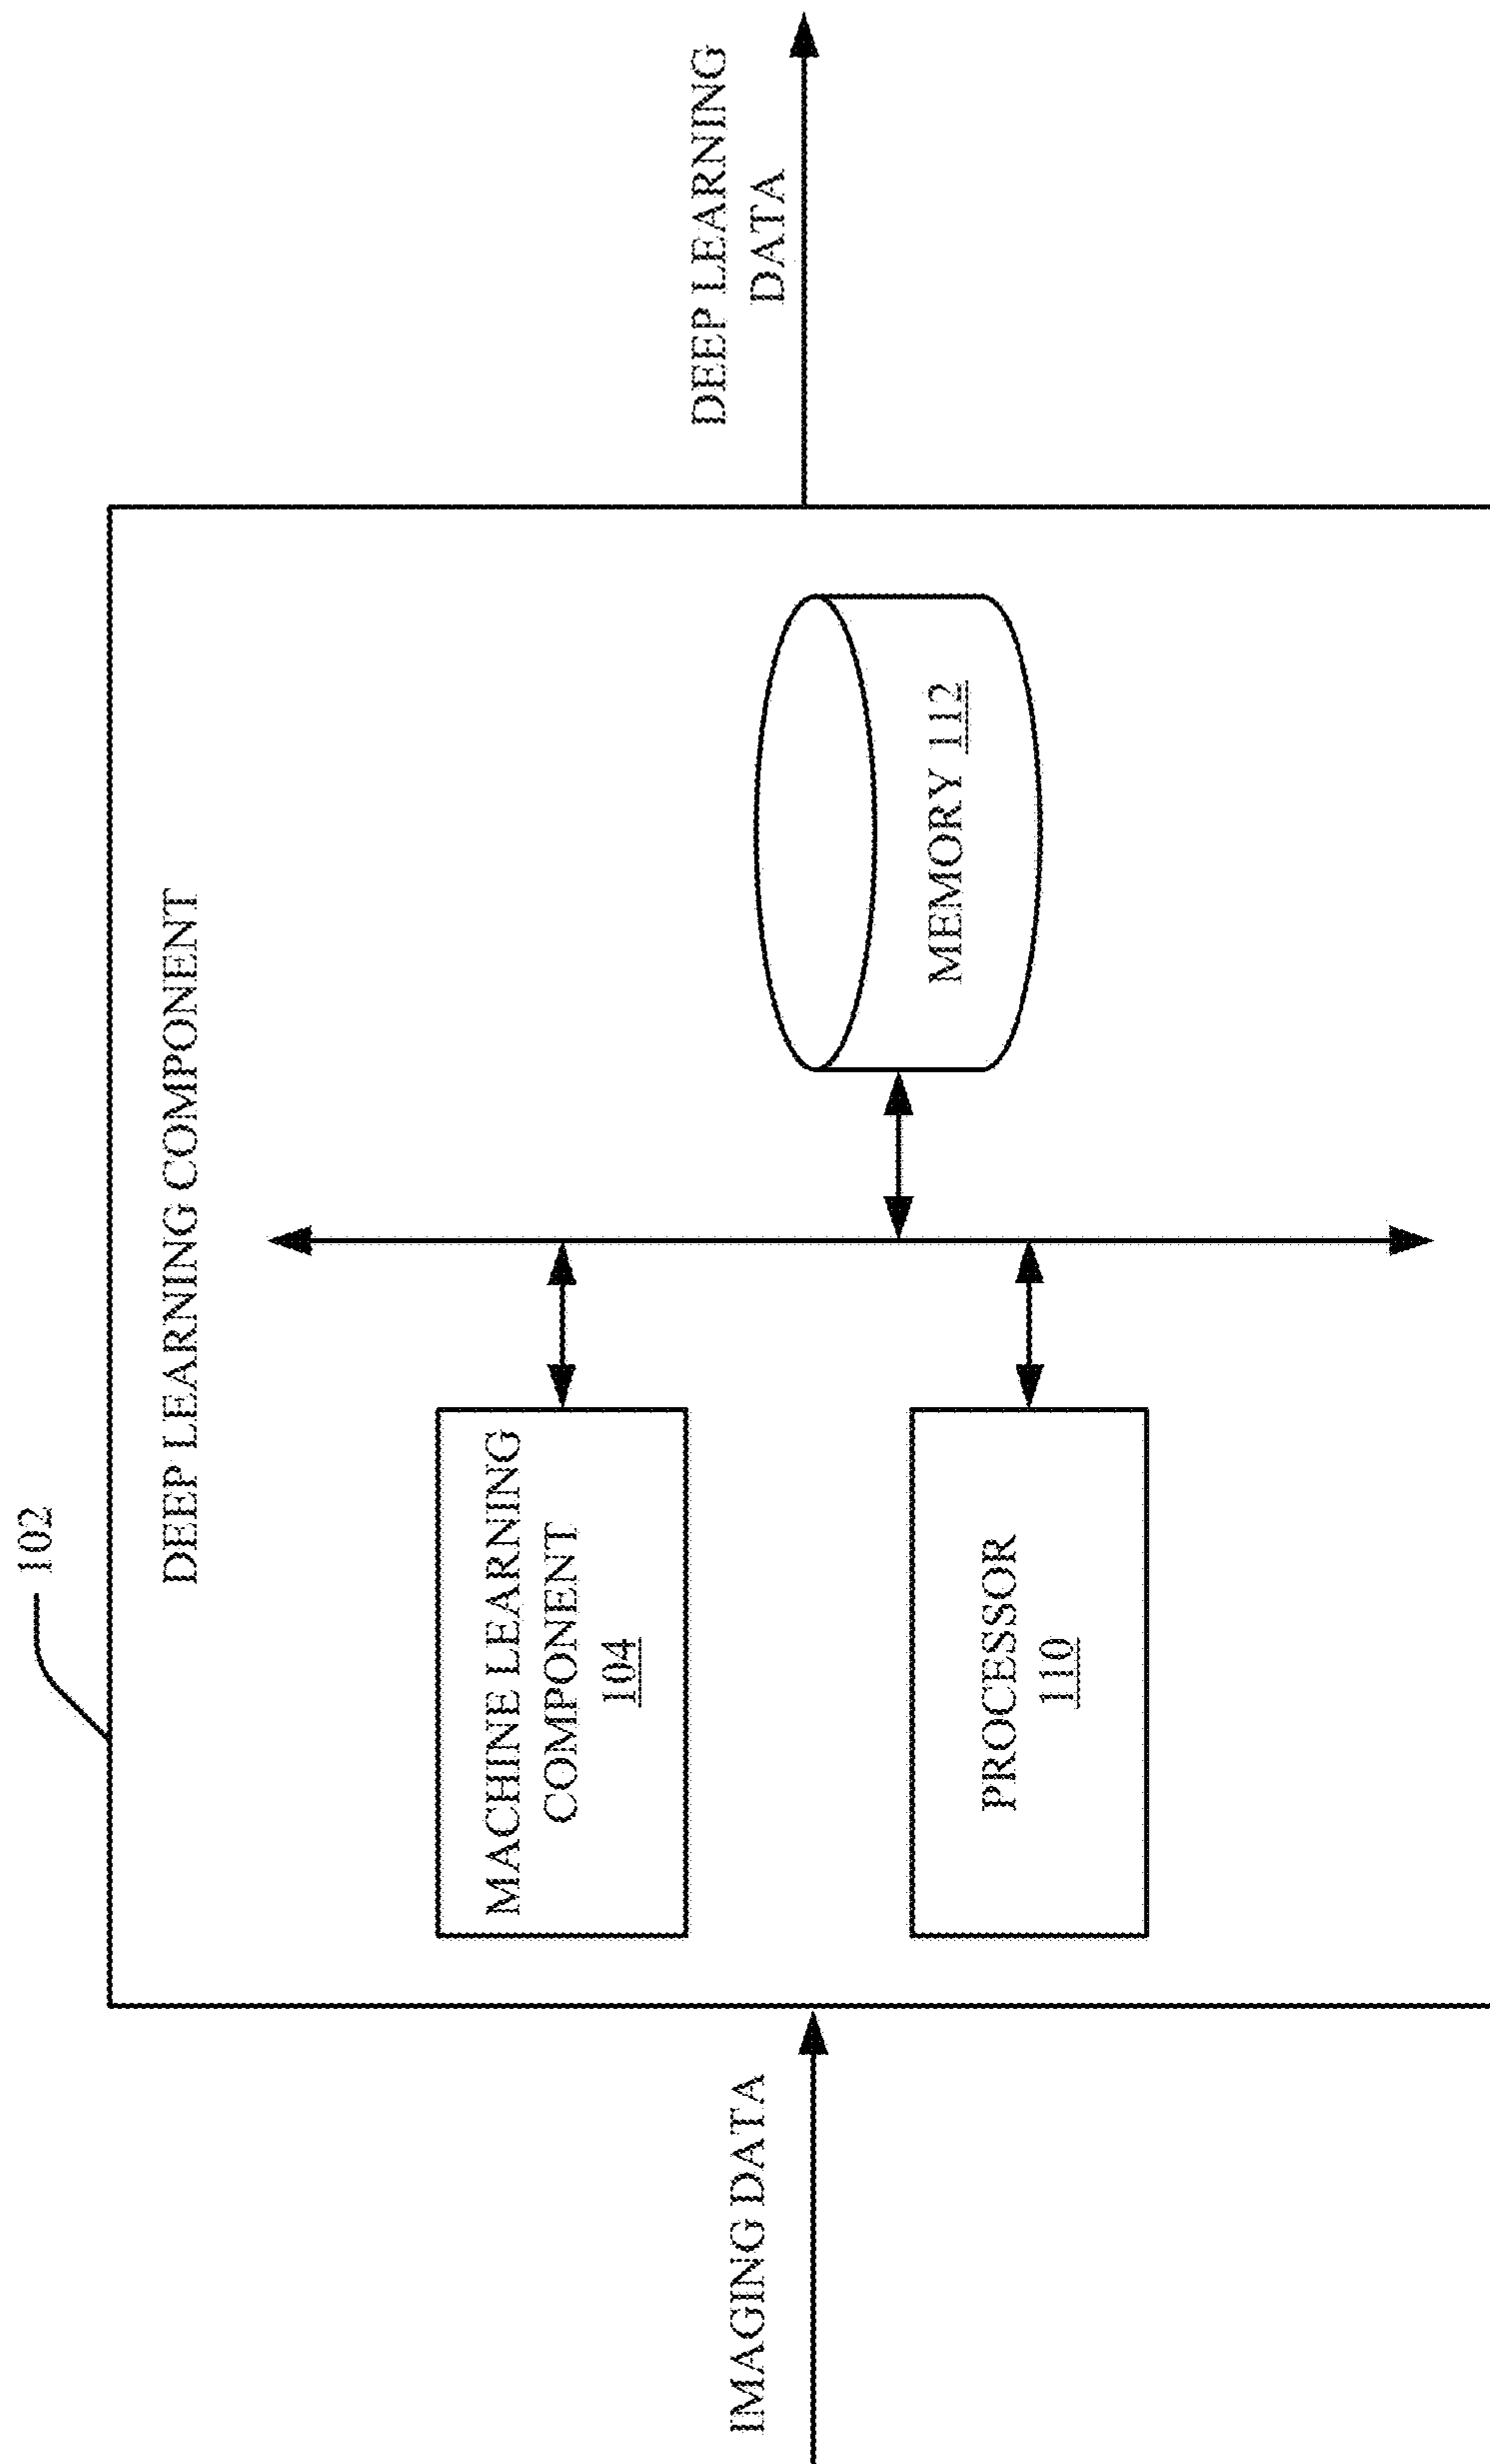 102
DEEP LEARNING COMPONENT
IMAGING DATA
MACHINE LEARNING
COMPONENT
104
PROCESSOR
110
MEMORY 112
DEEP LEARNING
DATA